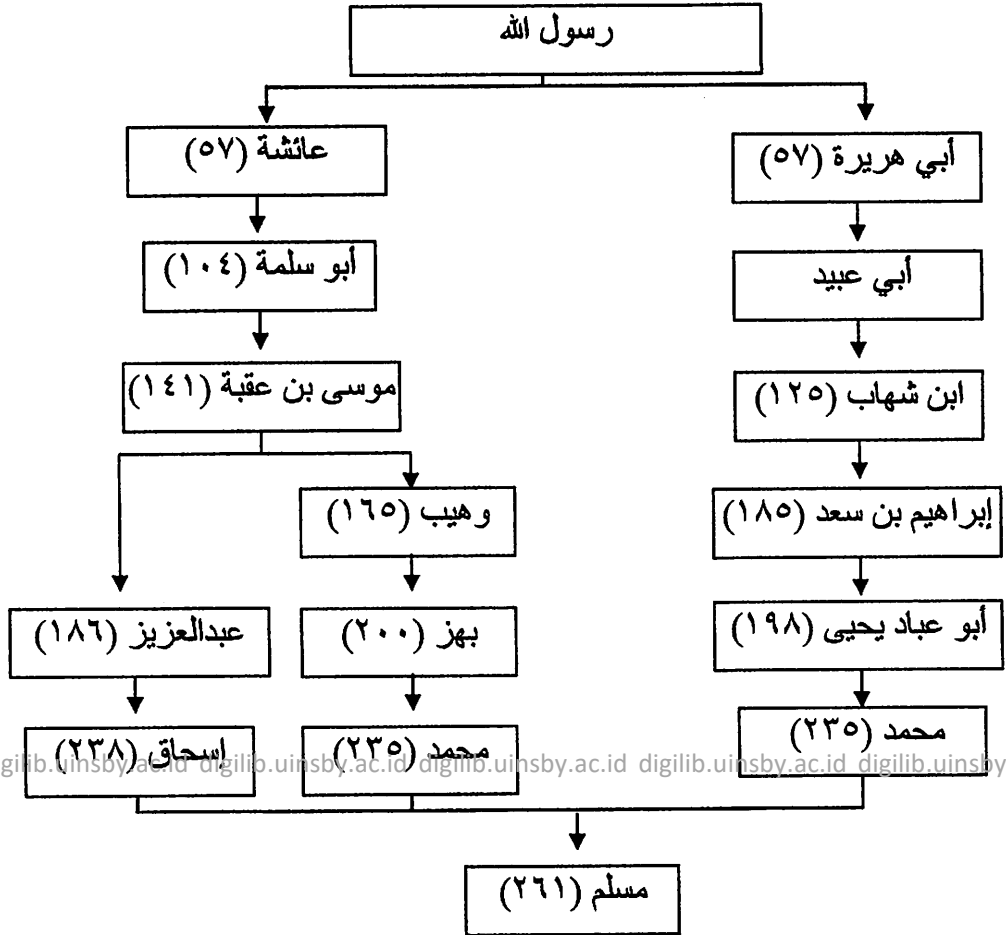 رسول الله
أبي هريرة (٥٧)
عائشة (٥٧)
أبي عبيد
أبو سلمة (١٠٤)
ابن شهاب (١٢٥)
موسى بن عقبة (١٤١)
إبراهيم بن سعد (١٨٥)
وهيب (١٦٥)
أبو عباد يحيى (١٩٨)
بهز (٢٠٠)
عبدالعزيز (١٨٦)
محمد (٢٣٥)
محمد (٢٣٥)
إسحاق (٢٣٨)
gilib.uinsby.ac.id digilib.uinsby.ac.id digilib.uinsby.ac.id digilib.uinsby.ac.id digilib.uinsby
مسلم (٢٦١)